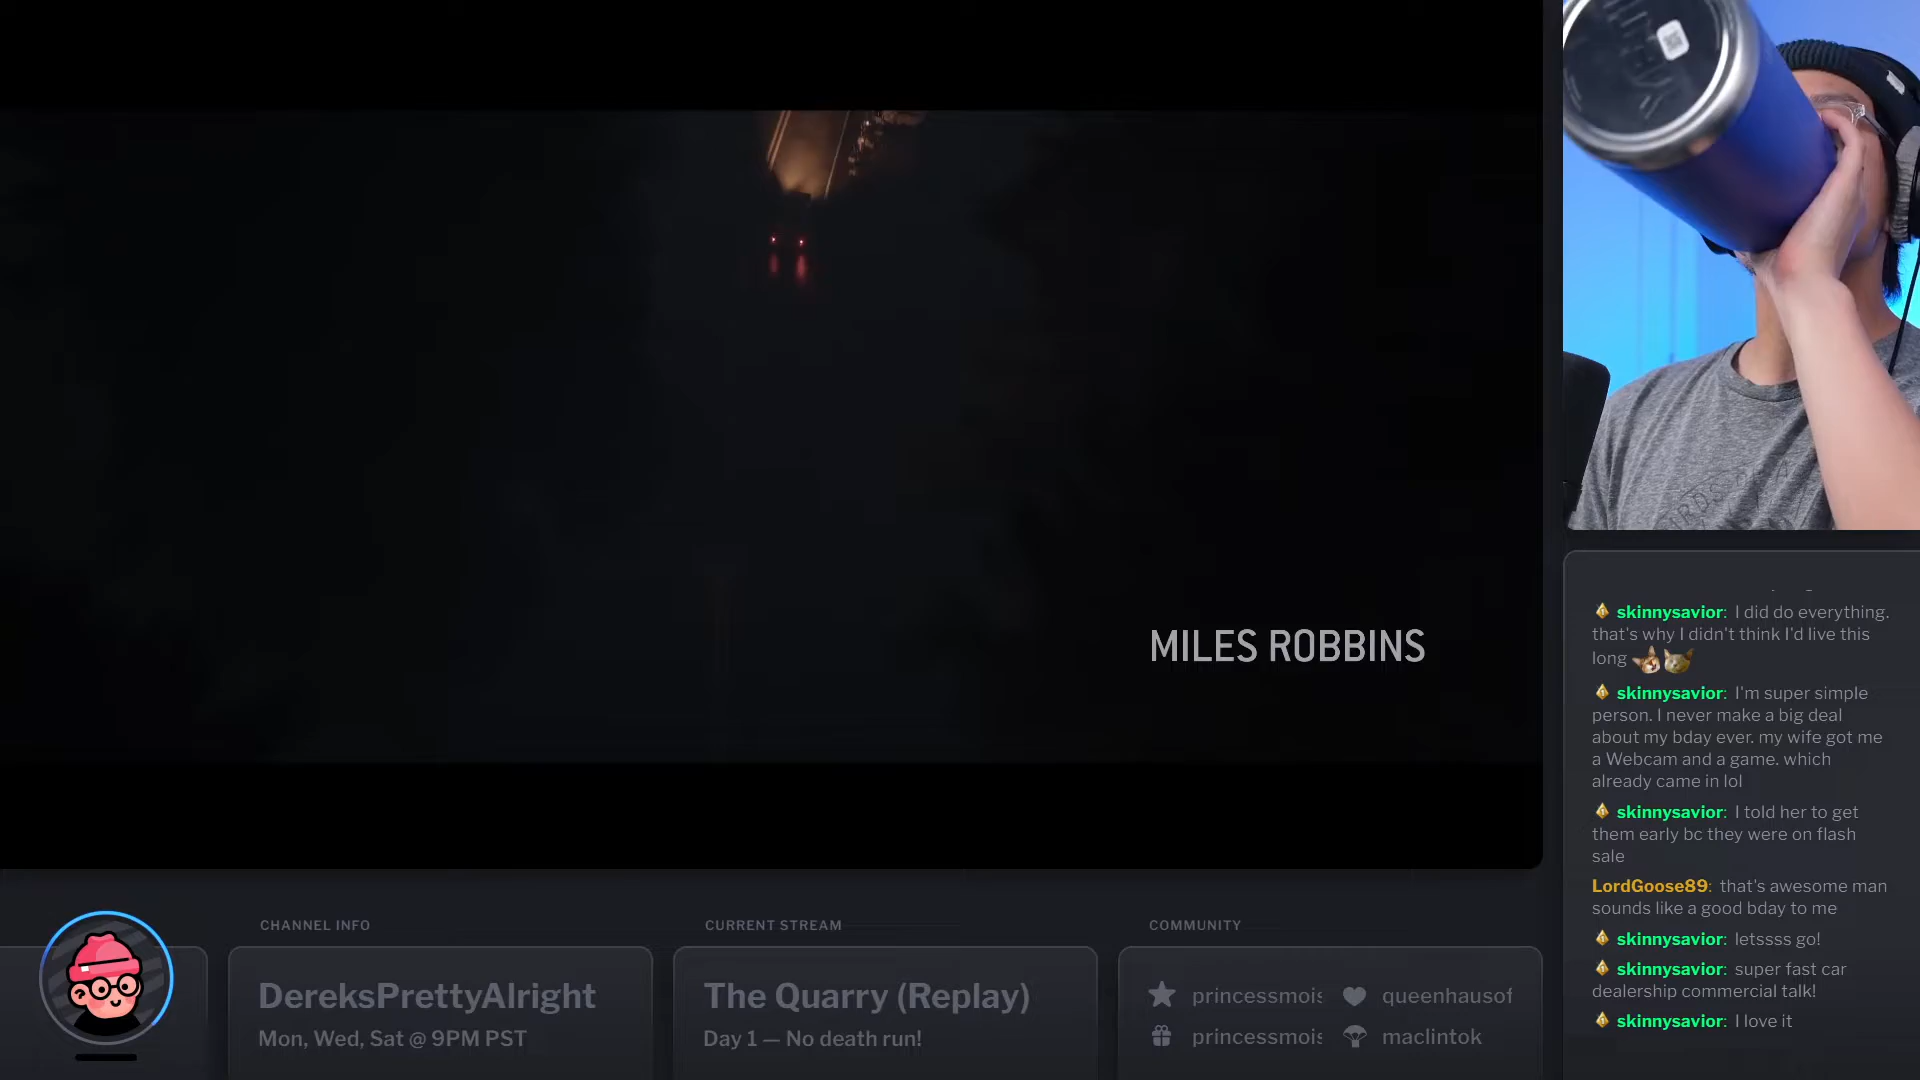 MILES ROBBINS
skinnysavior: I did do everything.
that's why I didn't think I'd live this
long
skinnysavior: I'm super simple
person. I never make a big deal
about my bday ever. my wife got me
a Webcam and a game. which
already came in lol
skinnysavior: I told her to get
them early bc they were on flash
sale
LordGoose89: that's awesome man
sounds like a good bday to me
skinnysavior: letssss go!
skinnysavior: super fast car
dealership commercial talk!
skinnysavior: I love it
CHANNEL INFO
DereksPrettyAlright
Mon, Wed, Sat @ 9PM PST
CURRENT STREAM
The Quarry (Replay)
Day 1 — No death run!
COMMUNITY
princessmois queenhausof
princessmois maclintok